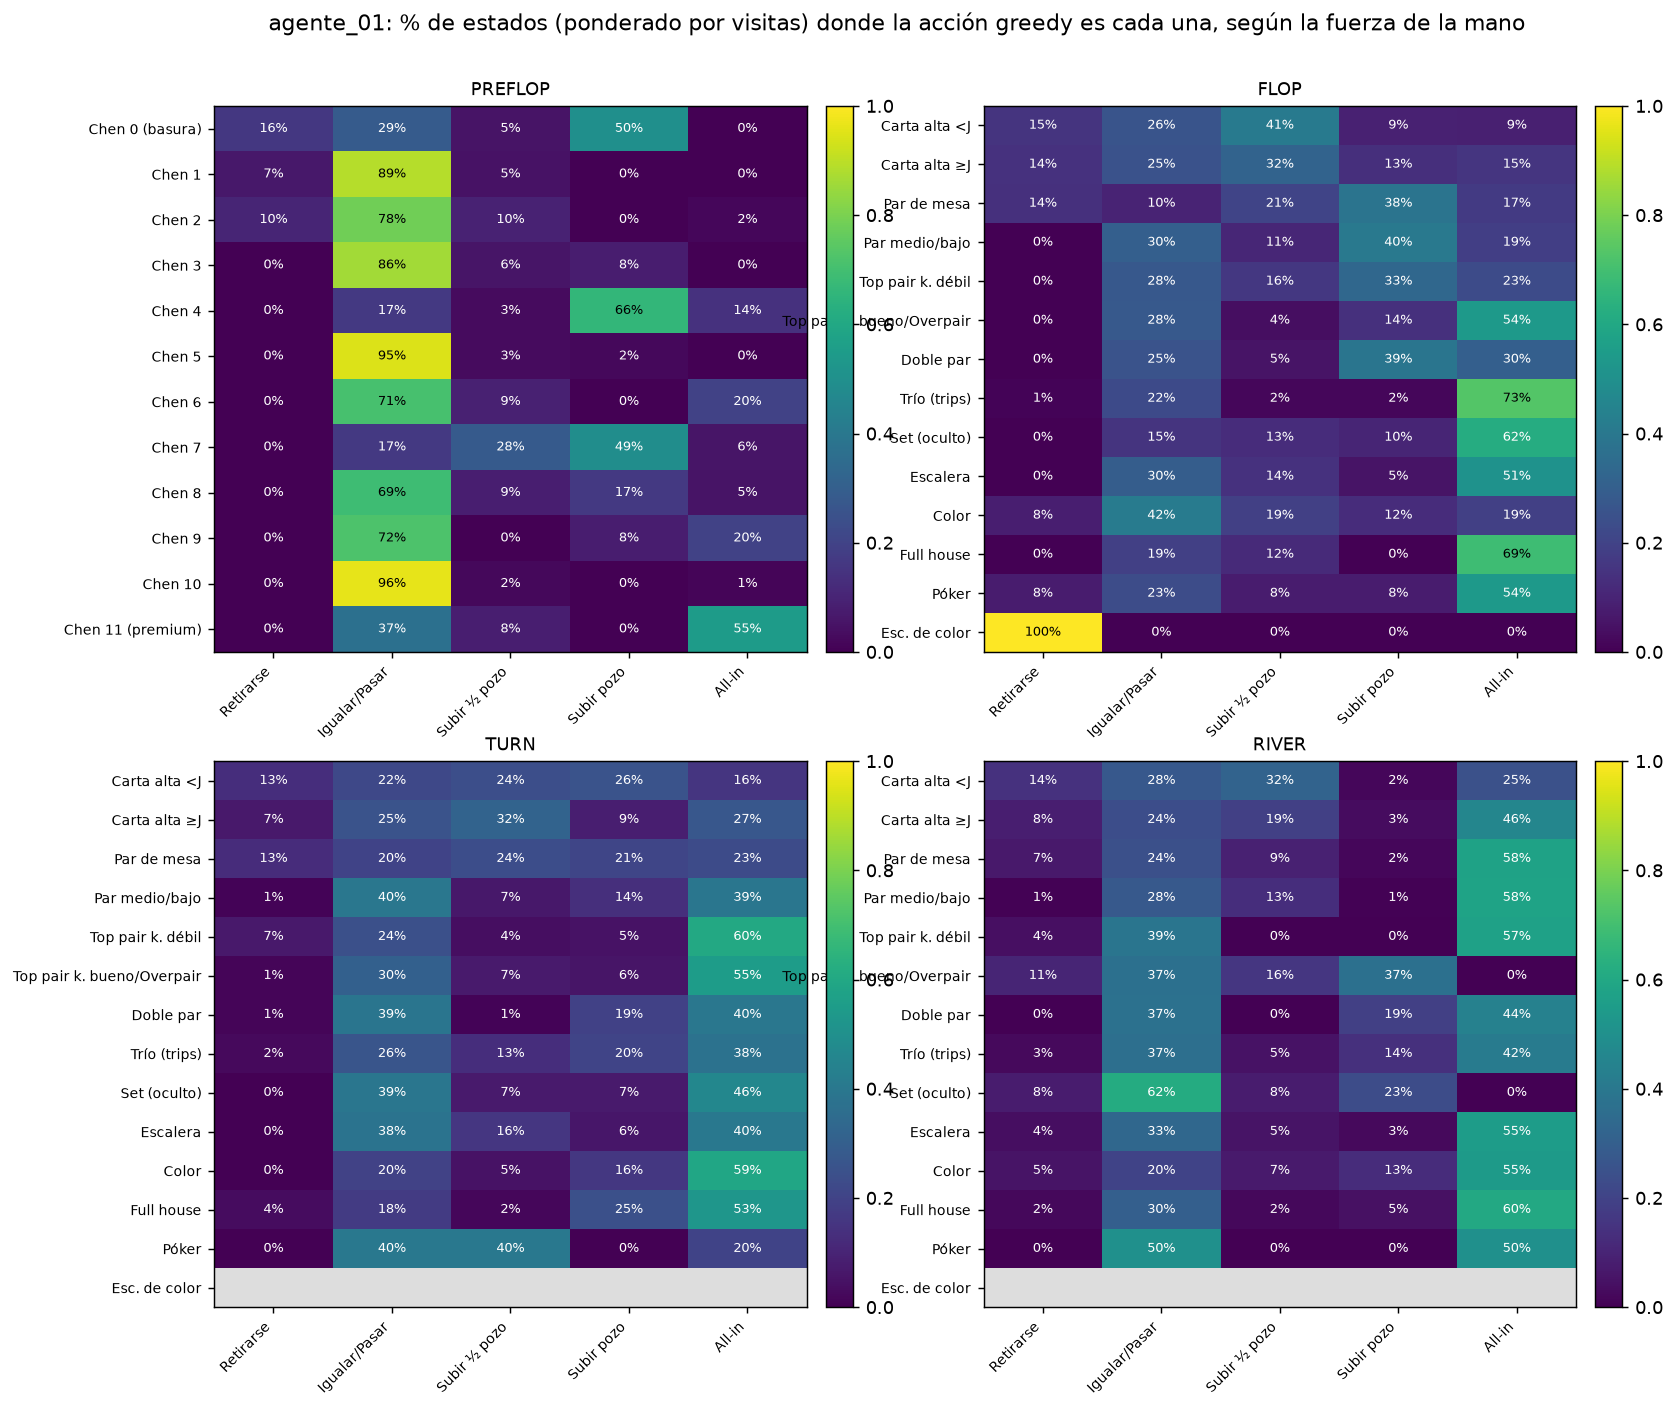 agente_01: % de estados (ponderado por visitas) donde la acción greedy es cada una, según la fuerza de la mano
PREFLOP
Chen 0 (basura) 16% 29% 5% 50% 0%
Chen 1 7% 89% 5% 0% 0%
Chen 2 10% 78% 10% 0% 2%
Chen 3 0% 86% 6% 8% 0%
Chen 4 0% 17% 3% 66% 14%
Chen 5 0% 95% 3% 2% 0%
Chen 6 0% 71% 9% 0% 20%
Chen 7 0% 17% 28% 49% 6%
Chen 8 0% 69% 9% 17% 5%
Chen 9 0% 72% 0% 8% 20%
Chen 10 0% 96% 2% 0% 1%
Chen 11 (premium) 0% 37% 8% 0% 55%
Retirarse Igualar/Pasar Subir ½ pozo Subir pozo All-in
1.0
0.8
0.6
0.4
0.2
0.0
FLOP
Carta alta <J 15% 26% 41% 9% 9%
Carta alta ≥J 14% 25% 32% 13% 15%
Par de mesa 14% 10% 21% 38% 17%
Par medio/bajo 0% 30% 11% 40% 19%
Top pair k. débil 0% 28% 16% 33% 23%
Top pa bueno/Overpair 0% 28% 4% 14% 54%
Doble par 0% 25% 5% 39% 30%
Trío (trips) 1% 22% 2% 2% 73%
Set (oculto) 0% 15% 13% 10% 62%
Escalera 0% 30% 14% 5% 51%
Color 8% 42% 19% 12% 19%
Full house 0% 19% 12% 0% 69%
Póker 8% 23% 8% 8% 54%
Esc. de color 100% 0% 0% 0% 0%
Retirarse Igualar/Pasar Subir ½ pozo Subir pozo All-in
1.0
0.8
0.6
0.4
0.2
0.0
TURN
Carta alta <J 13% 22% 24% 26% 16%
Carta alta ≥J 7% 25% 32% 9% 27%
Par de mesa 13% 20% 24% 21% 23%
Par medio/bajo 1% 40% 7% 14% 39%
Top pair k. débil 7% 24% 4% 5% 60%
Top pair k. bueno/Overpair 1% 30% 7% 6% 55%
Doble par 1% 39% 1% 19% 40%
Trío (trips) 2% 26% 13% 20% 38%
Set (oculto) 0% 39% 7% 7% 46%
Escalera 0% 38% 16% 6% 40%
Color 0% 20% 5% 16% 59%
Full house 4% 18% 2% 25% 53%
Póker 0% 40% 40% 0% 20%
Esc. de color
Retirarse Igualar/Pasar Subir ½ pozo Subir pozo All-in
1.0
0.8
0.6
0.4
0.2
0.0
RIVER
Carta alta <J 14% 28% 32% 2% 25%
Carta alta ≥J 8% 24% 19% 3% 46%
Par de mesa 7% 24% 9% 2% 58%
Par medio/bajo 1% 28% 13% 1% 58%
Top pair k. débil 4% 39% 0% 0% 57%
Top pa bueno/Overpair 11% 37% 16% 37% 0%
Doble par 0% 37% 0% 19% 44%
Trío (trips) 3% 37% 5% 14% 42%
Set (oculto) 8% 62% 8% 23% 0%
Escalera 4% 33% 5% 3% 55%
Color 5% 20% 7% 13% 55%
Full house 2% 30% 2% 5% 60%
Póker 0% 50% 0% 0% 50%
Esc. de color
Retirarse Igualar/Pasar Subir ½ pozo Subir pozo All-in
1.0
0.8
0.6
0.4
0.2
0.0